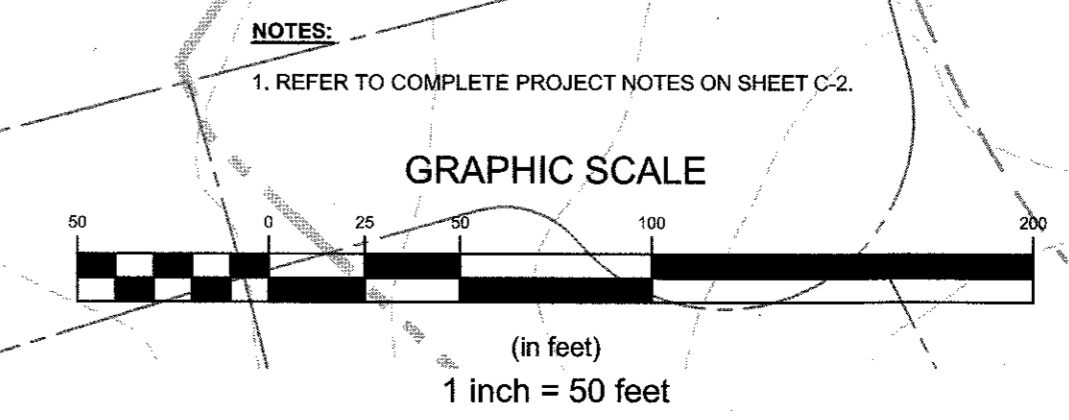 NOTES:
1. REFER TO COMPLETE PROJECT NOTES ON SHEET C-2.
GRAPHIC SCALE
50 0 25 50 100 200
(in feet)
1 inch = 50 feet